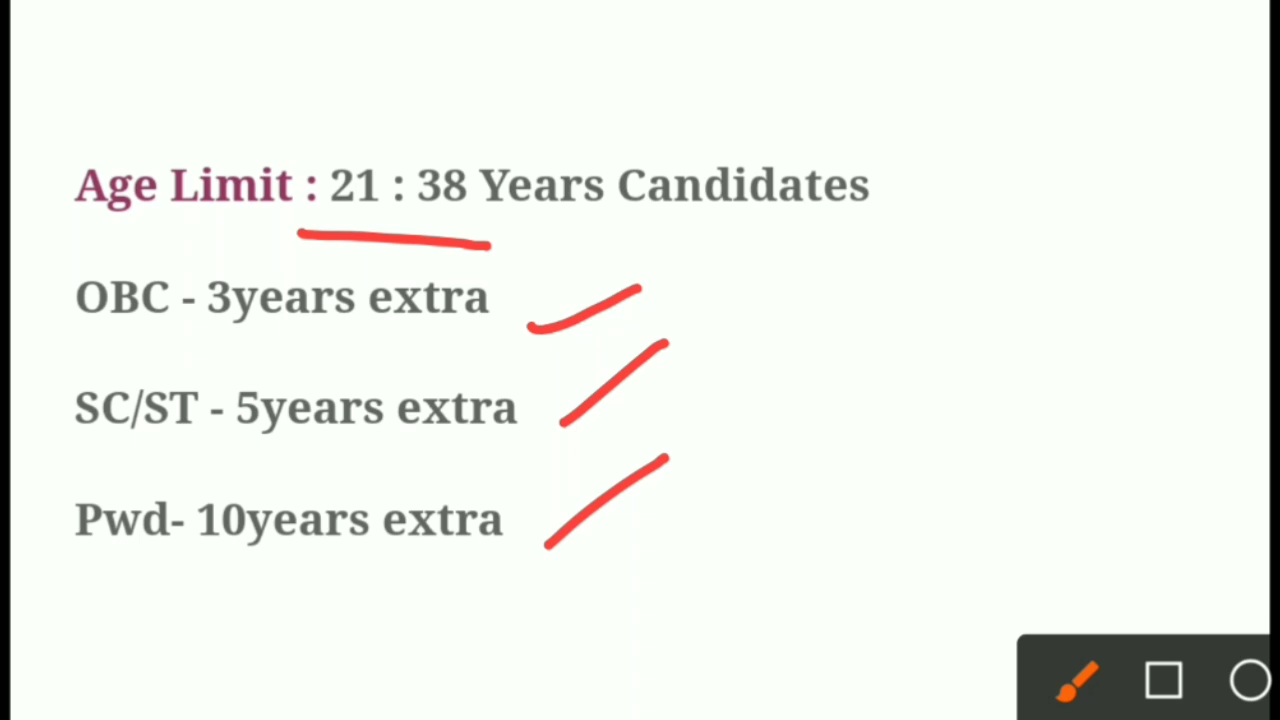 Age Limit : 21 : 38 Years Candidates
OBC - 3years extra
SC/ST - 5years extra
Pwd- 10years extra